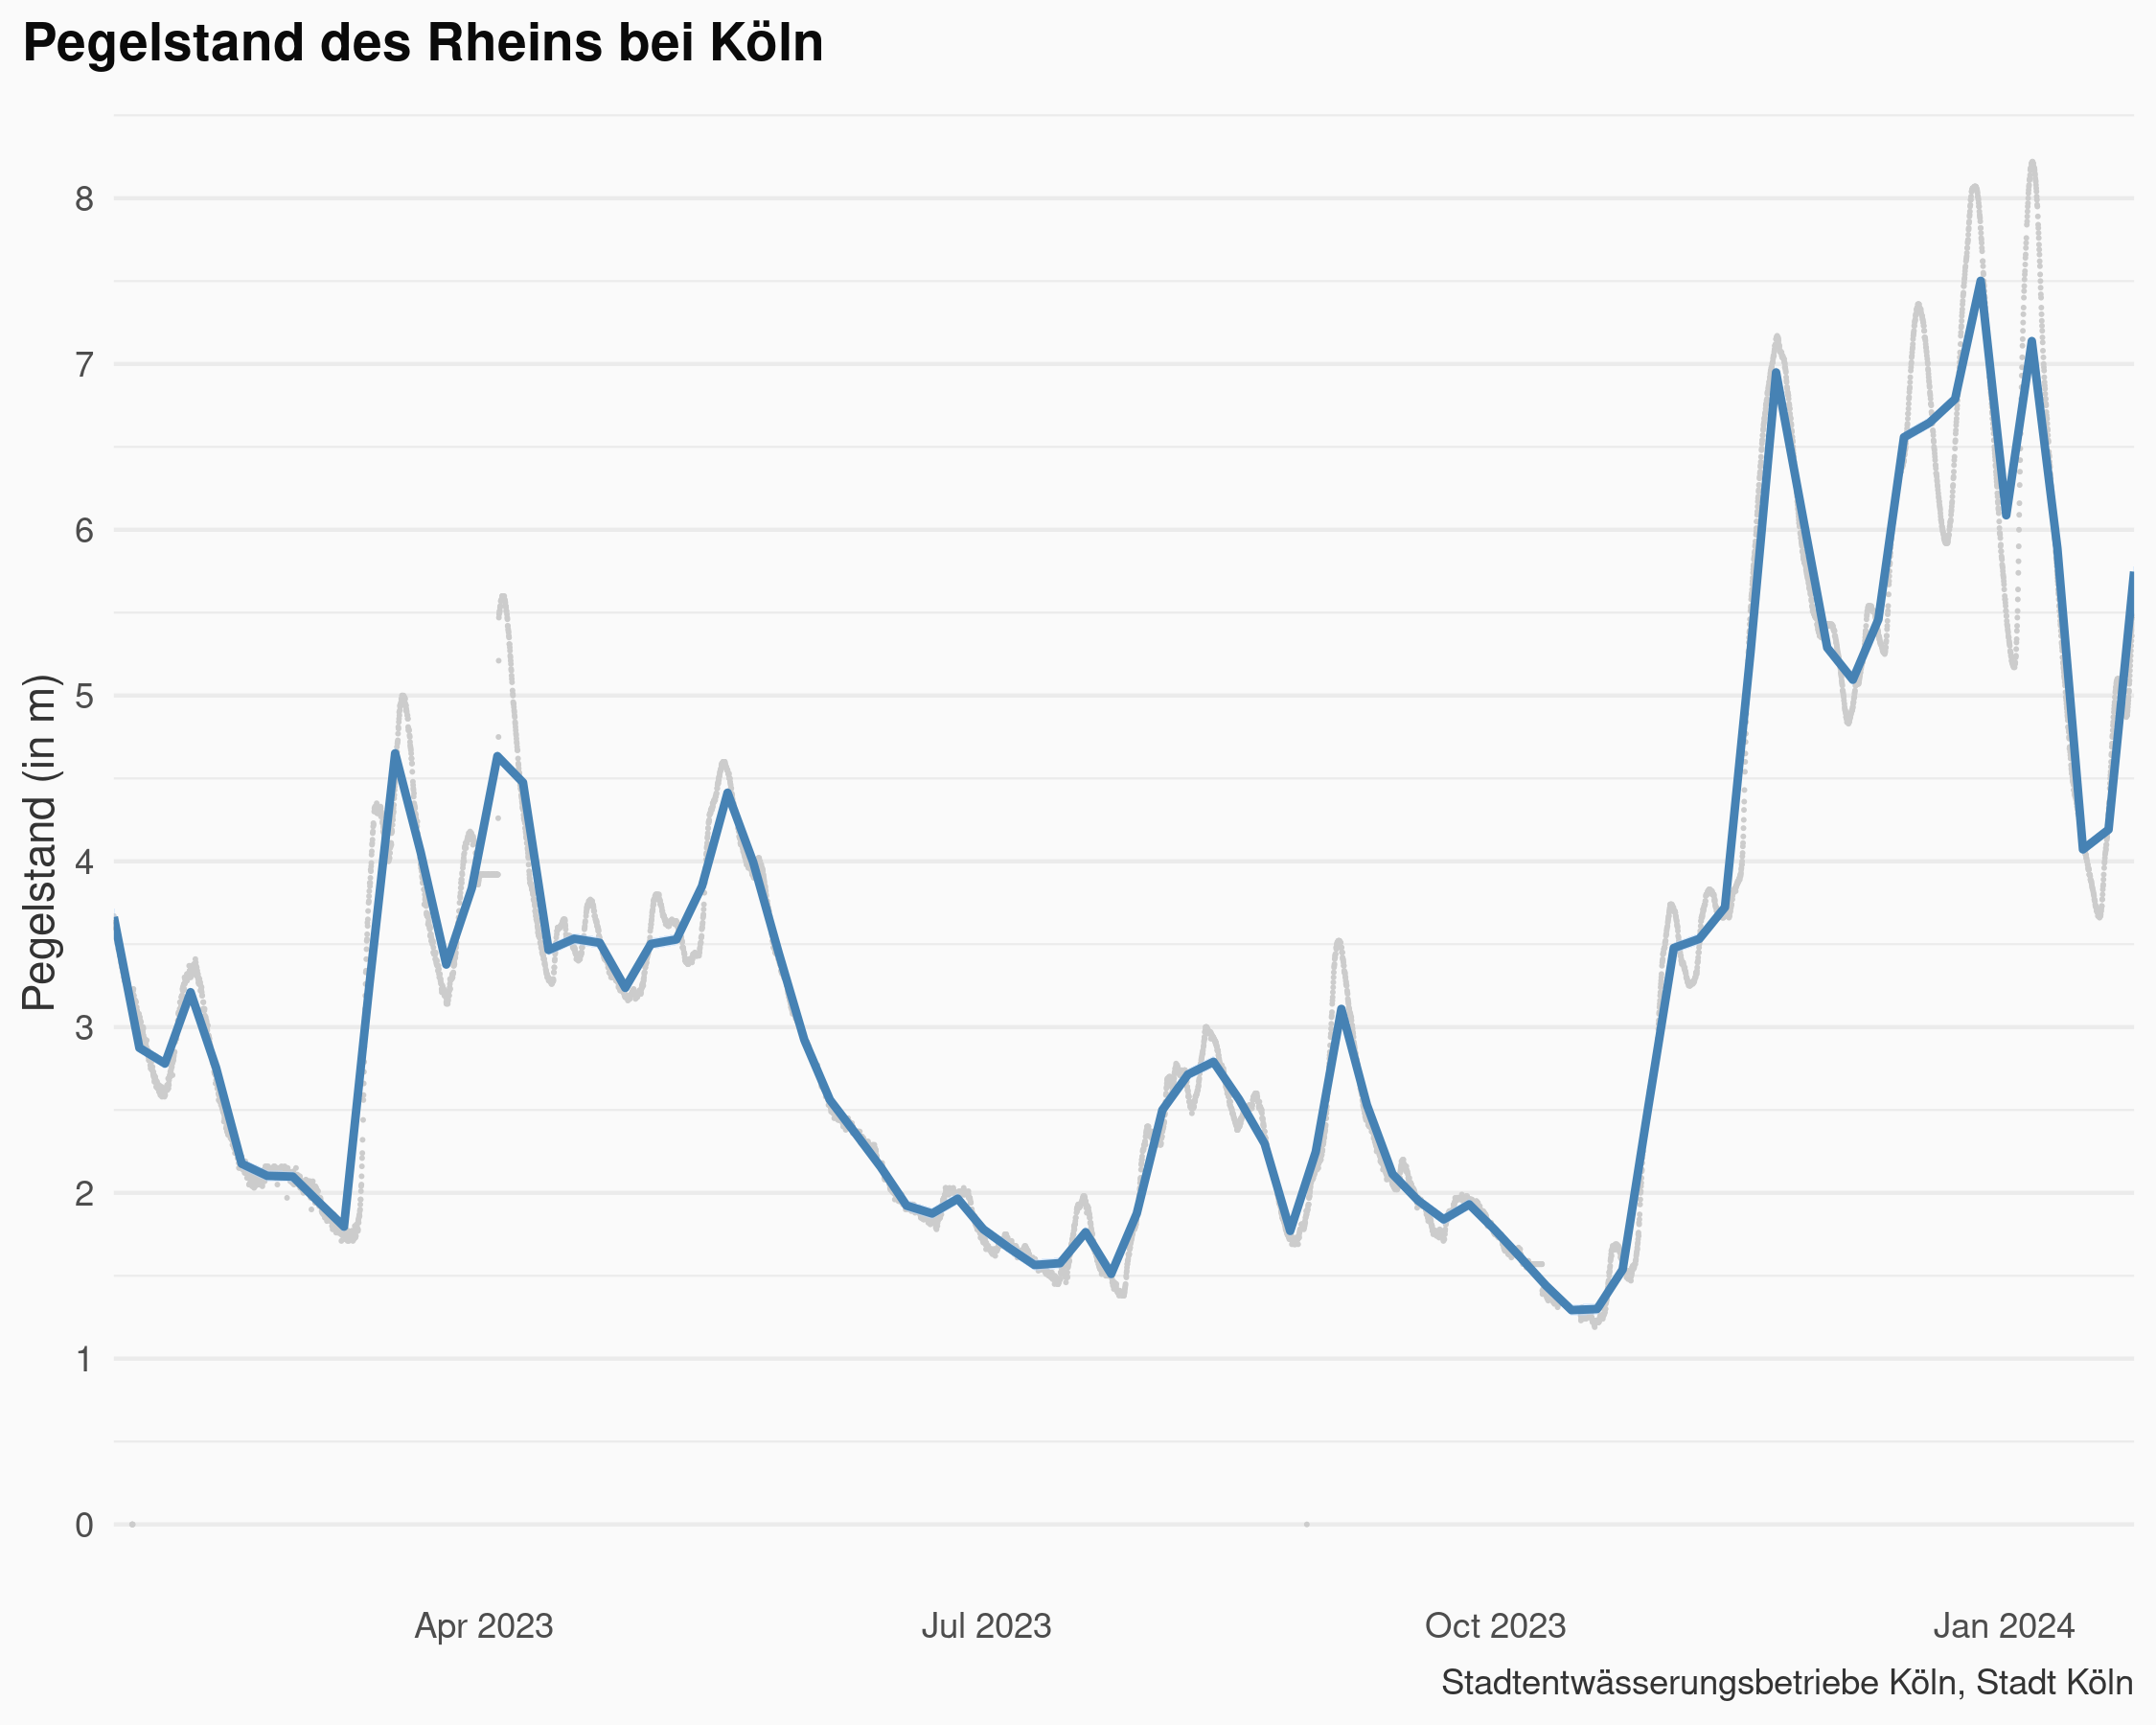 Pegelstand des Rheins bei Köln
Pegelstand (in m)
8
7
6
5
4
3
2
1
0
Apr 2023
Jul 2023
Oct 2023
Jan 2024
Stadtentwässerungsbetriebe Köln, Stadt Köln